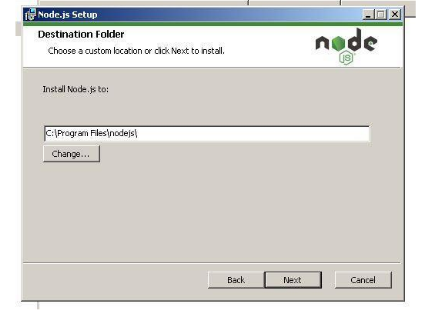 Node.js Setup
Destination Folder
Choose a custom location or click Next to install.
node
JS
Install Node.js to:
C:\Program Files\nodejs\
Change...
Back Next Cancel